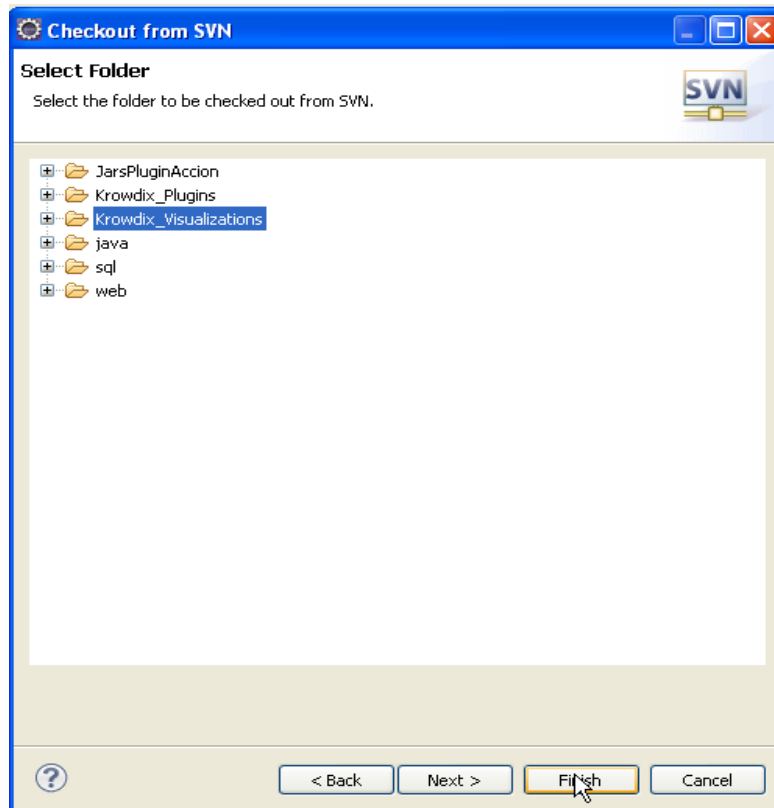 Checkout from SVN
Select Folder
Select the folder to be checked out from SVN.
SVN
JarsPluginAccion
Krowdix_Plugins
Krowdix_Visualizations
java
sql
web
?
< Back
Next >
Finish
Cancel